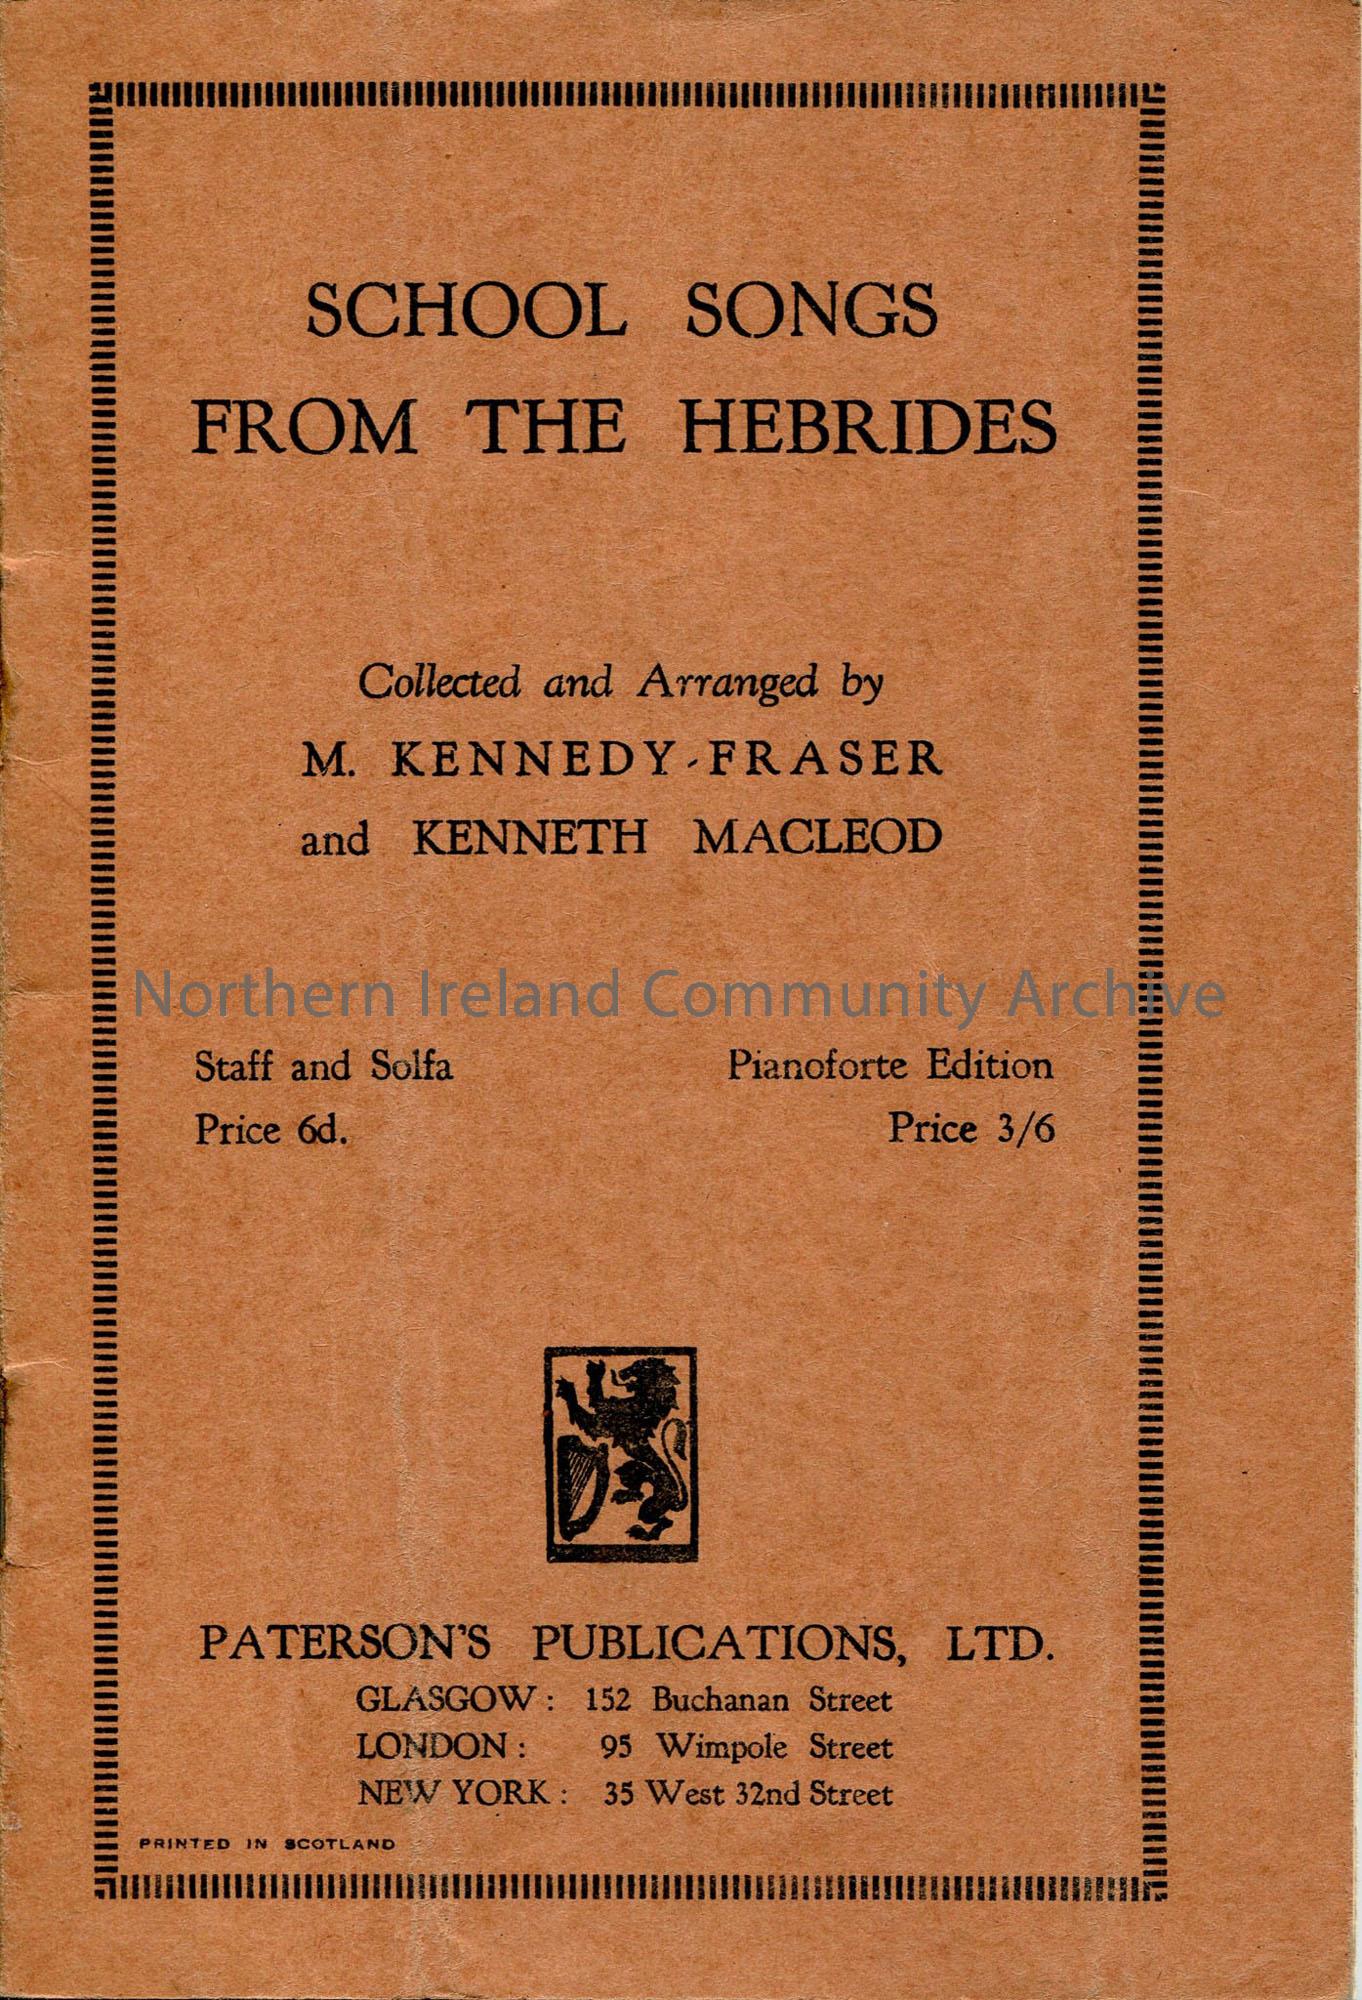 SCHOOL SONGS
FROM THE HEBRIDES
Collected and Arranged by
M. KENNEDY-FRASER
and KENNETH MACLEOD
Northern Ireland Community Archive
Staff and Solfa Pianoforte Edition
Price 6d. Price 3/6
PATERSON'S PUBLICATIONS, LTD.
GLASGOW: 152 Buchanan Street
LONDON: 95 Wimpole Street
NEW YORK: 35 West 32nd Street
PRINTED IN SCOTLAND